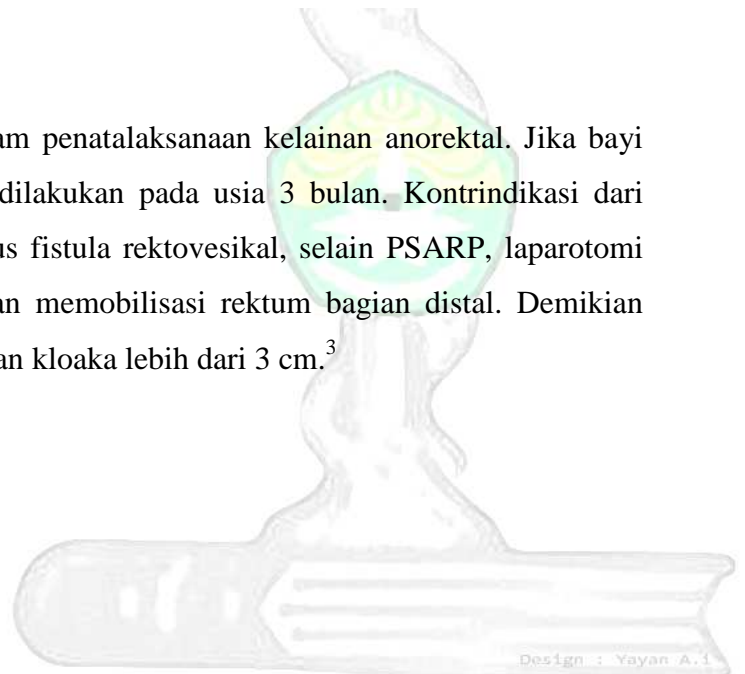 am penatalaksanaan kelainan anorektal. Jika bayi
dilakukan pada usia 3 bulan. Kontrindikasi dari
us fistula rektovesikal, selain PSARP, laparotomi
an memobilisasi rektum bagian distal. Demikian
an kloaka lebih dari 3 cm.3
Design : Yayan A.i